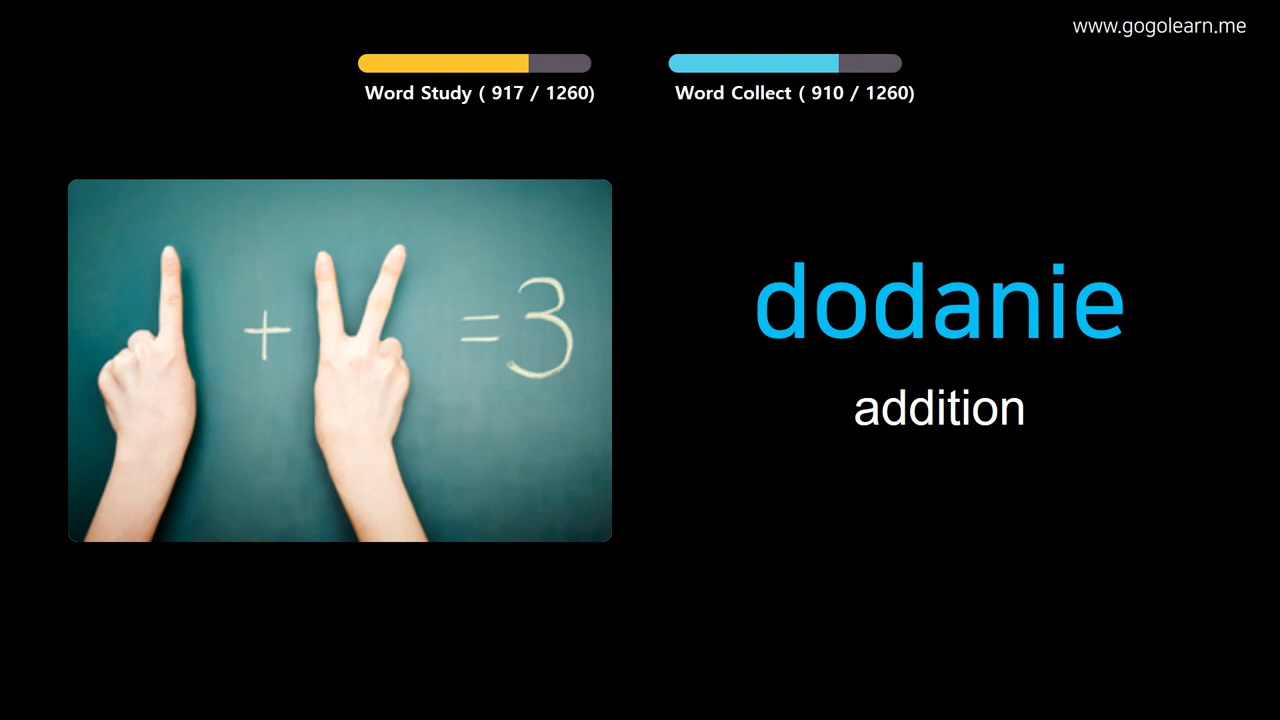 www.gogolearn.me
Word Study ( 917 / 1260)
Word Collect ( 910 / 1260)
+ = 3
dodanie
addition